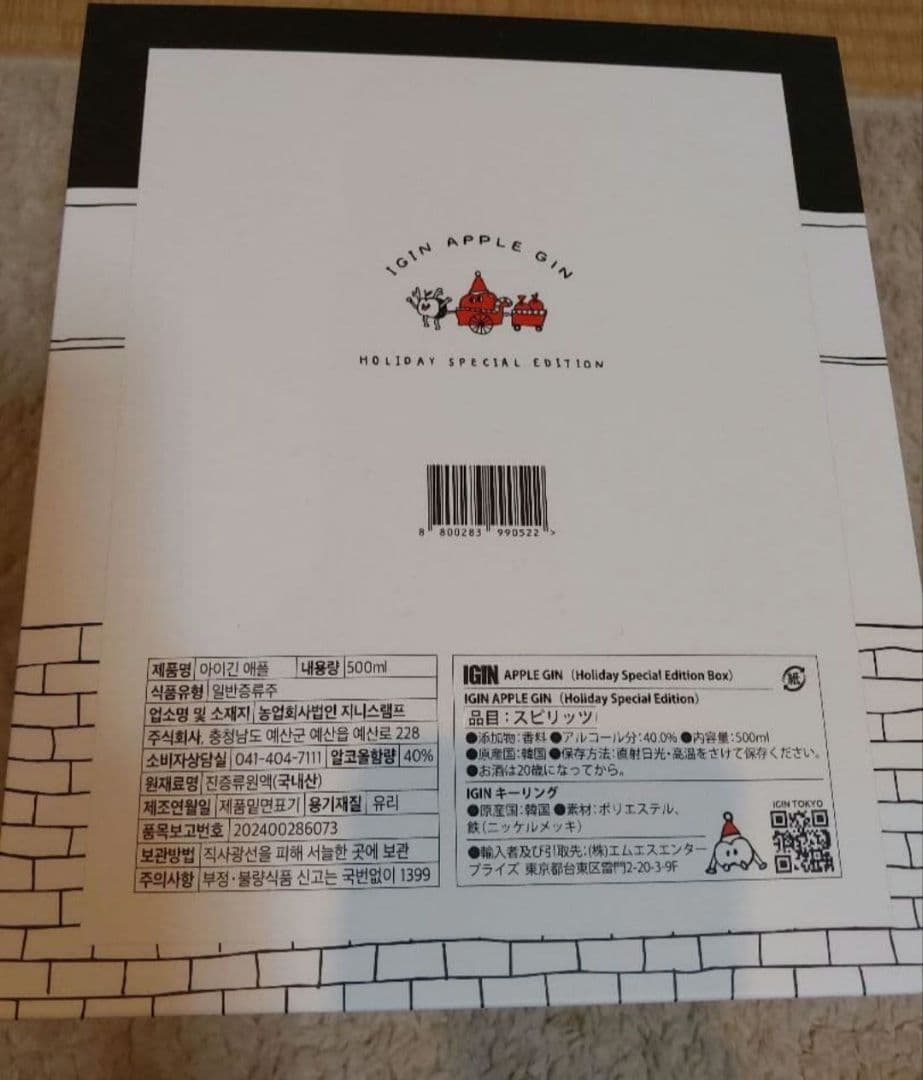 IGIN APPLE GIN
HOLIDAY SPECIAL EDITION
8 800283 990522 >
제품명 아이긴 애플 내용량 500ml
식품유형 일반증류주
업소명 및 소재지 농업회사법인 지니스램프
주식회사, 충청남도 예산군 예산읍 예산로 228
소비자상담실 041-404-7111 알코올함량 40%
원재료명 진증류원액(국내산)
제조연월일 제품밑면표기 용기재질 유리
품목보고번호 202400286073
보관방법 직사광선을 피해 서늘한 곳에 보관
주의사항 부정·불량식품 신고는 국번없이 1399
IGIN APPLE GIN (Holiday Special Edition Box)
紙
IGIN APPLE GIN (Holiday Special Edition)
品目:スピリッツ
●添加物:香料 ●アルコール分:40.0% ●内容量:500ml
●原産国:韓国 ●保存方法:直射日光・高温をさけて保存ください。
●お酒は20歳になってから。
IGIN キーリング
●原産国:韓国 ●素材:ポリエステル、
鉄(ニッケルメッキ)
●輸入者及び引取先:(株)エムエスエンター
プライズ 東京都台東区雷門2-20-3-9F
IGIN TOKYO